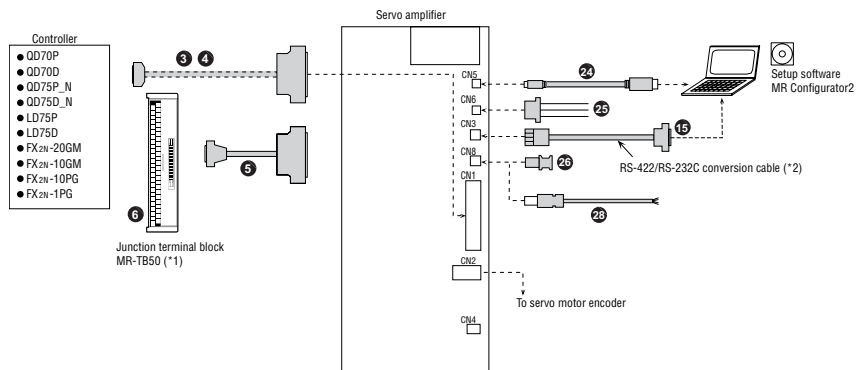 Servo amplifier
Controller
● QD70P
● QD70D
● QD75P_N
● QD75D_N
● LD75P
● LD75D
● FX2N-20GM
● FX2N-10GM
● FX2N-10PG
● FX2N-1PG
3 4
5
6
Junction terminal block
MR-TB50 (*1)
CN5
CN6
CN3
CN8
CN1
CN2
CN4
24
25
15
RS-422/RS-232C conversion cable (*2)
26
28
To servo motor encoder
Setup software
MR Configurator2